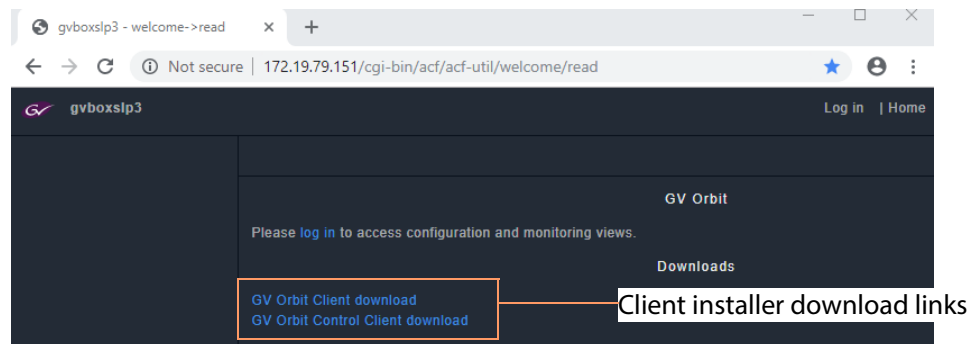 gvboxslp3 - welcome->read
Not secure | 172.19.79.151/cgi-bin/acf/acf-util/welcome/read
GV gvboxslp3 Log in | Home
GV Orbit
Please log in to access configuration and monitoring views.
Downloads
GV Orbit Client download
GV Orbit Control Client download
Client installer download links